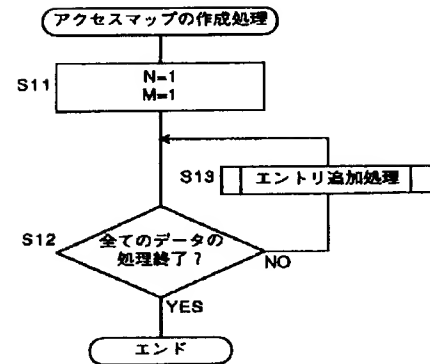 アクセスマップの作成処理
S11
N=1
M=1
S13
エントリ追加処理
S12
全てのデータの
処理終了?
NO
YES
エンド